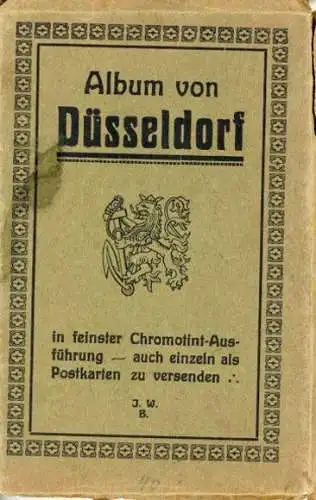 Album von
Düsseldorf
in feinster Chromotint-Aus-
führung — auch einzeln als
Postkarten zu versenden ∴
J. W.
B.